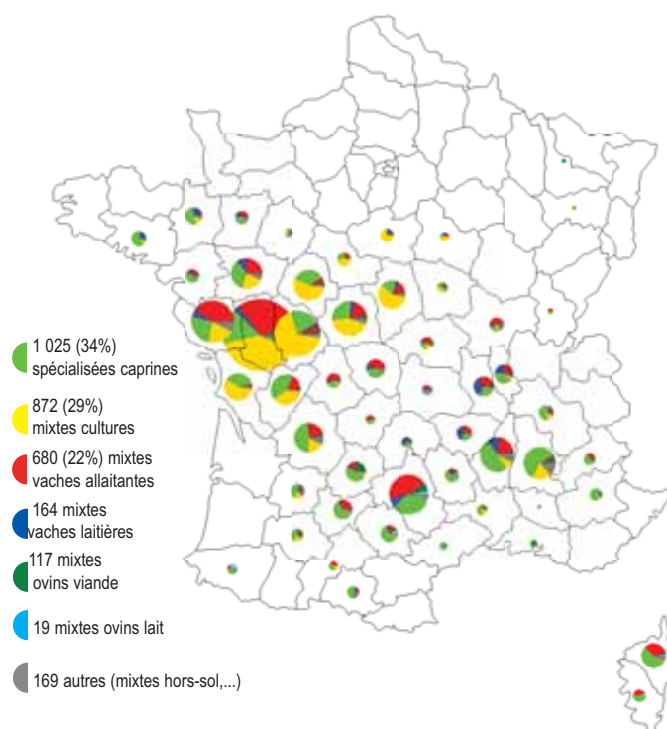 1 025 (34%)
spécialisées caprines
872 (29%)
mixtes cultures
680 (22%) mixtes
vaches allaitantes
164 mixtes
vaches laitières
117 mixtes
ovins viande
19 mixtes ovins lait
169 autres (mixtes hors-sol,...)